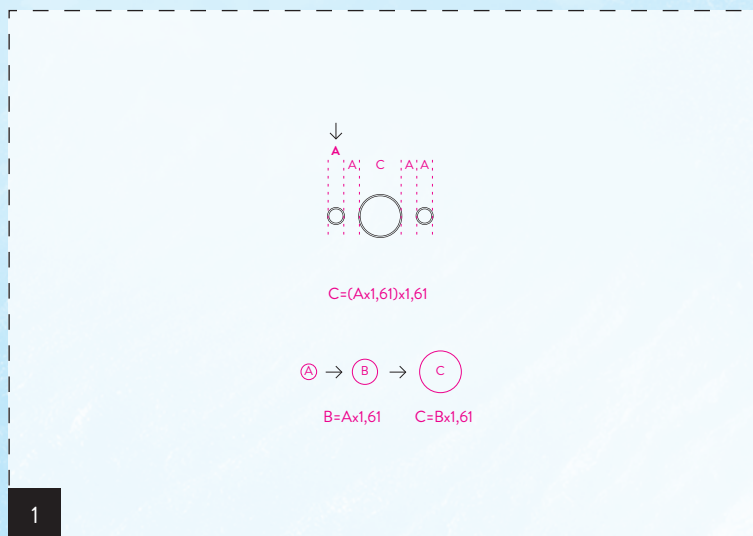 A
A C A A
C=(Ax1,61)x1,61
A → B → C
B=Ax1,61 C=Bx1,61
1